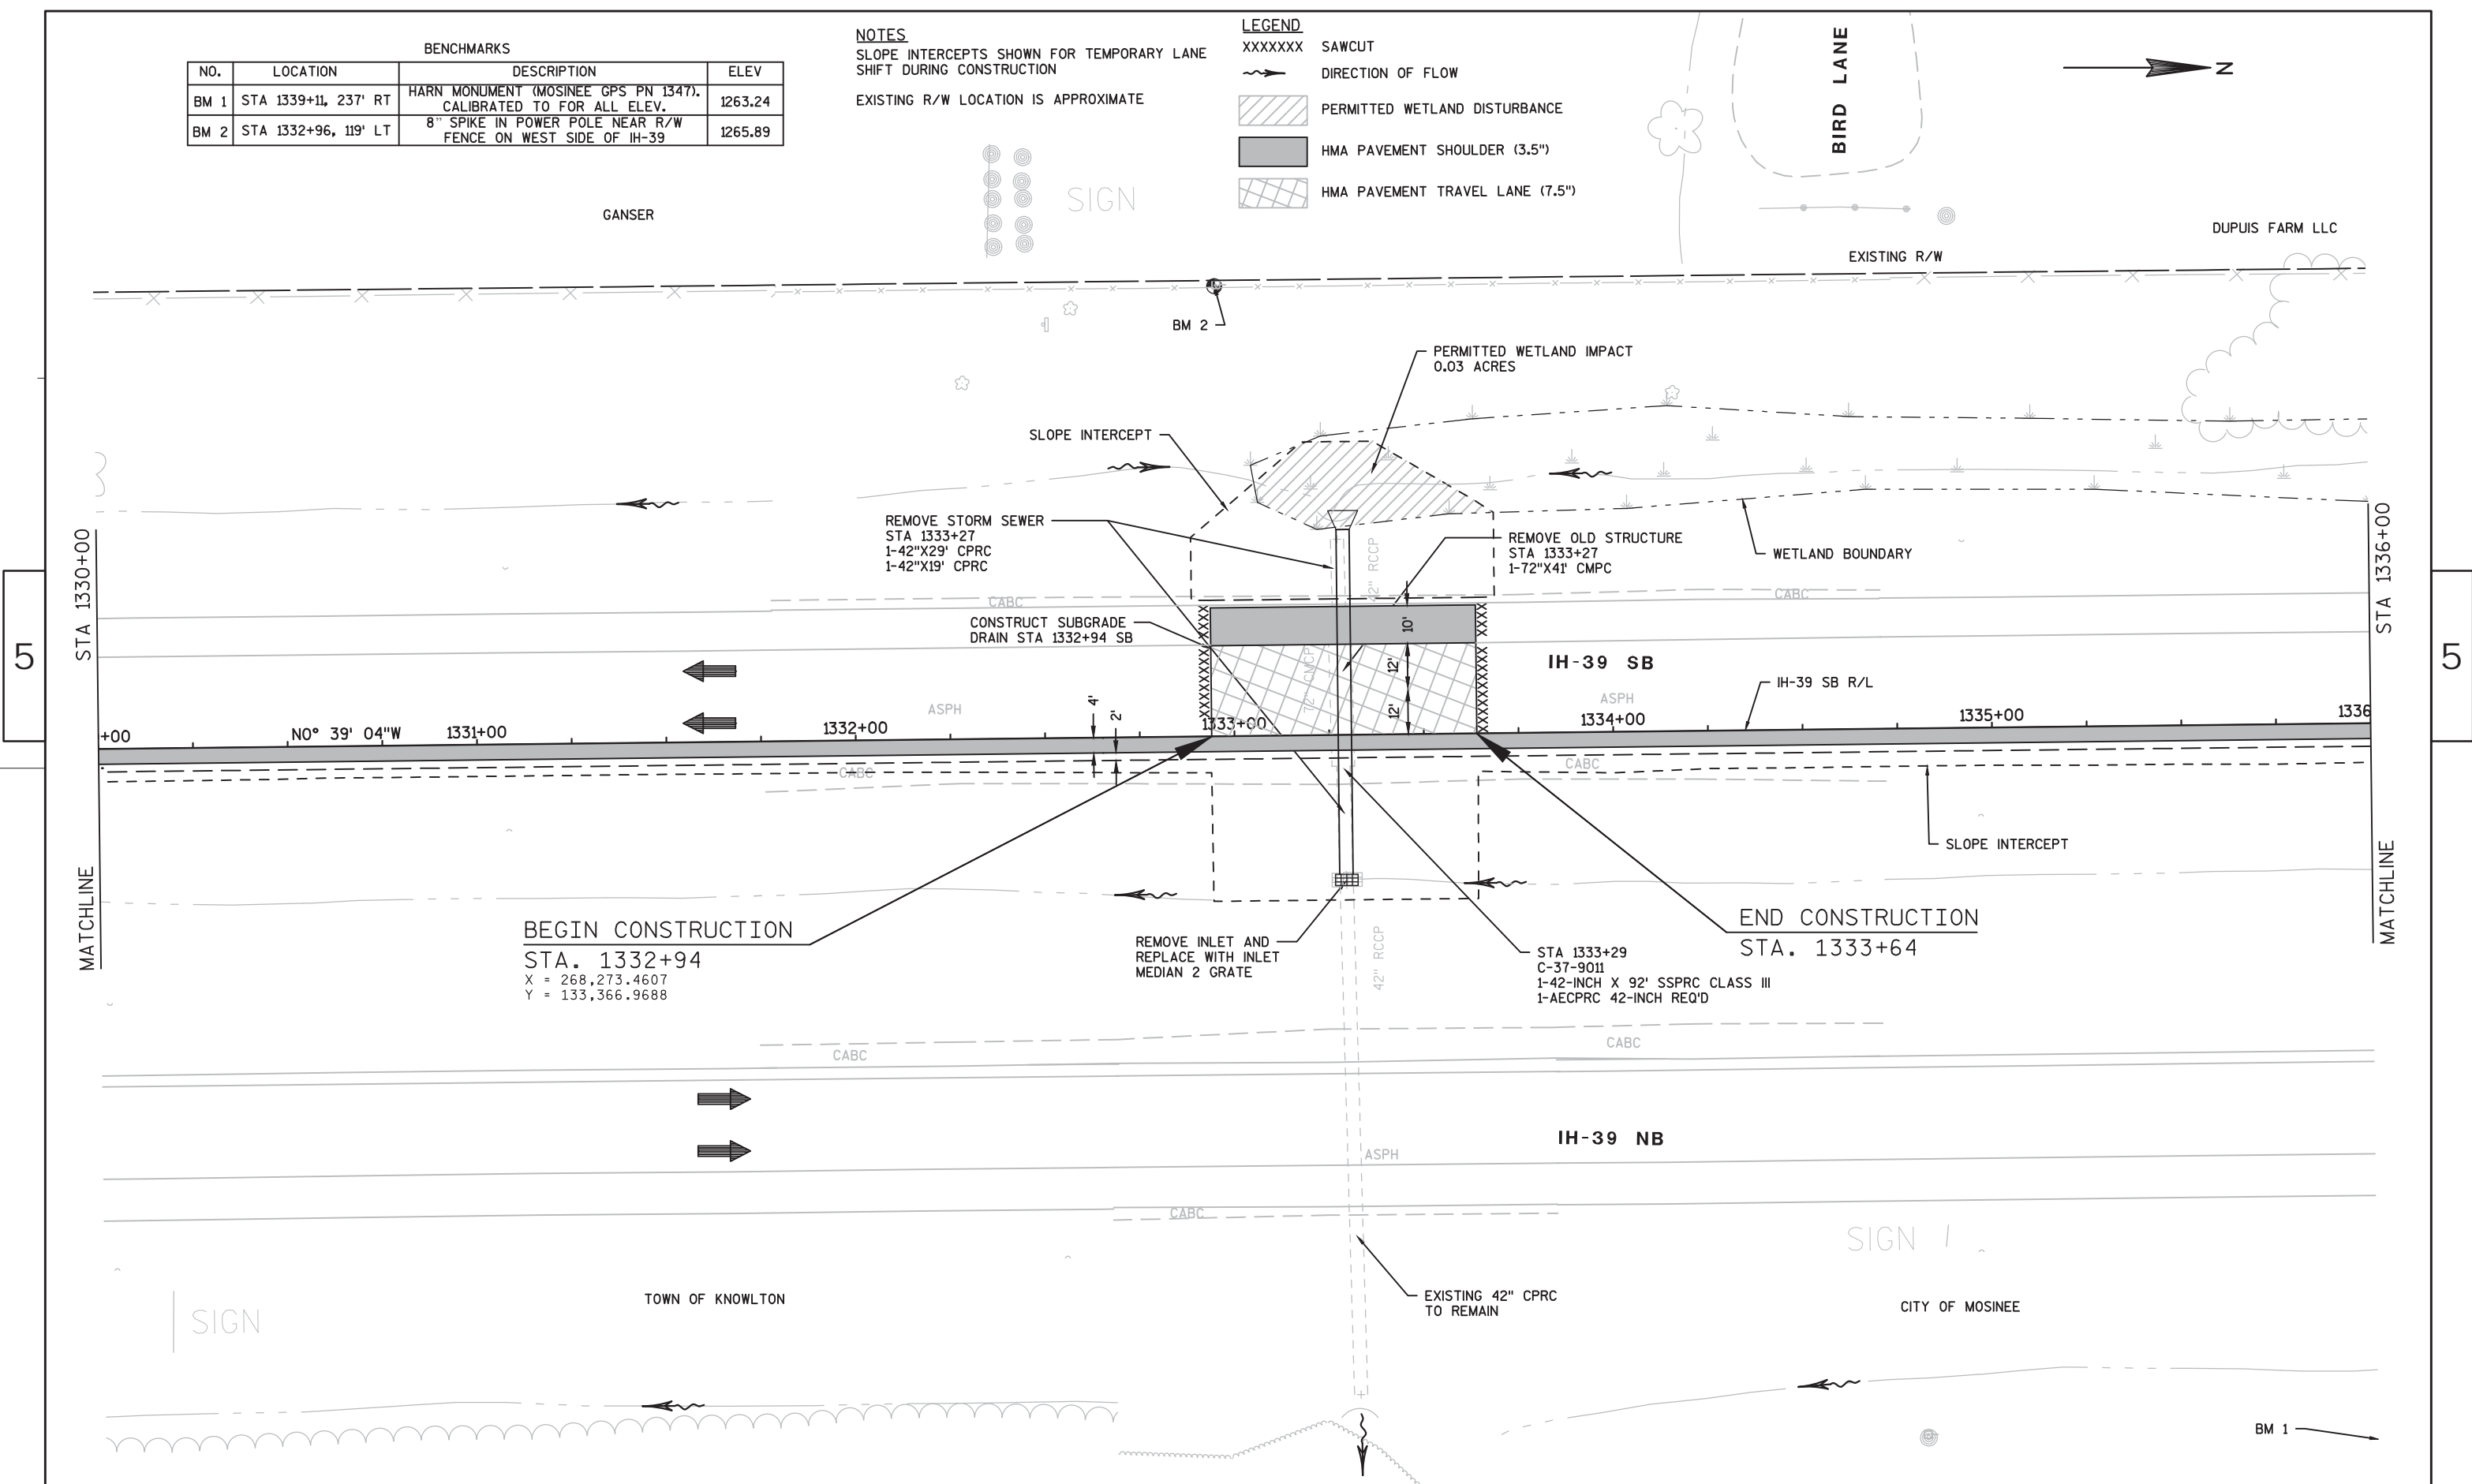 BENCHMARKS
NO. LOCATION DESCRIPTION ELEV
BM 1 STA 1339+11, 237' RT HARN MONUMENT (MOSINEE GPS PN 1347). CALIBRATED TO FOR ALL ELEV. 1263.24
BM 2 STA 1332+96, 119' LT 8" SPIKE IN POWER POLE NEAR R/W FENCE ON WEST SIDE OF IH-39 1265.89
NOTES
SLOPE INTERCEPTS SHOWN FOR TEMPORARY LANE
SHIFT DURING CONSTRUCTION
EXISTING R/W LOCATION IS APPROXIMATE
LEGEND
XXXXXXX SAWCUT
DIRECTION OF FLOW
PERMITTED WETLAND DISTURBANCE
HMA PAVEMENT SHOULDER (3.5")
HMA PAVEMENT TRAVEL LANE (7.5")
BIRD LANE
N
GANSER
SIGN
DUPUIS FARM LLC
EXISTING R/W
BM 2
PERMITTED WETLAND IMPACT
0.03 ACRES
SLOPE INTERCEPT
REMOVE STORM SEWER
STA 1333+27
1-42"X29' CPRC
1-42"X19' CPRC
42" RCCP
REMOVE OLD STRUCTURE
STA 1333+27
1-72"X41' CMPC
WETLAND BOUNDARY
STA 1330+00
STA 1336+00
CABC
CABC
CONSTRUCT SUBGRADE
DRAIN STA 1332+94 SB
10'
12'
12'
72" CMCP
5
5
IH-39 SB
IH-39 SB R/L
ASPH
ASPH
4'
2'
+00
N0° 39' 04"W
1331+00
1332+00
1333+00
1334+00
1335+00
1336
CABC
CABC
SLOPE INTERCEPT
MATCHLINE
MATCHLINE
BEGIN CONSTRUCTION
STA. 1332+94
X = 268,273.4607
Y = 133,366.9688
REMOVE INLET AND
REPLACE WITH INLET
MEDIAN 2 GRATE
42" RCCP
STA 1333+29
C-37-9011
1-42-INCH X 92' SSPRC CLASS III
1-AECPRC 42-INCH REQ'D
END CONSTRUCTION
STA. 1333+64
CABC
CABC
IH-39 NB
ASPH
CABC
SIGN
SIGN
TOWN OF KNOWLTON
EXISTING 42" CPRC
TO REMAIN
CITY OF MOSINEE
BM 1